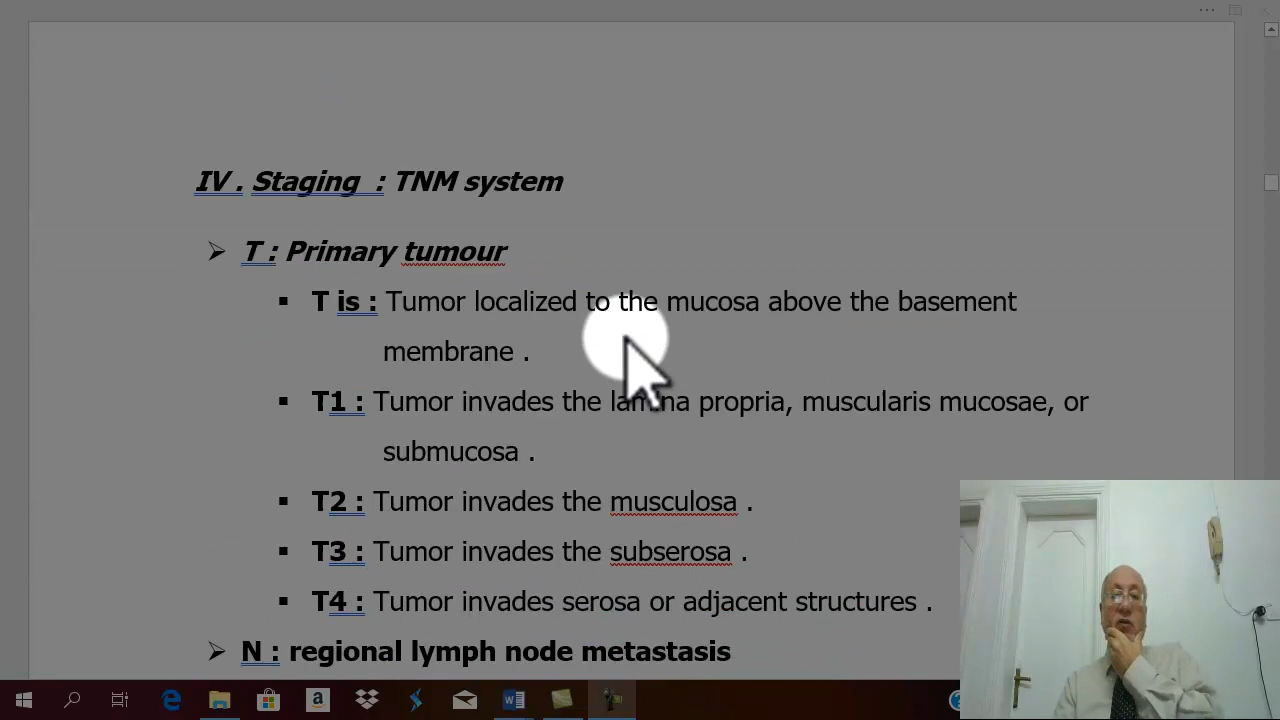 IV . Staging : TNM system
➢ T : Primary tumour
▪ T is : Tumor localized to the mucosa above the basement
membrane .
▪ T1 : Tumor invades the lamina propria, muscularis mucosae, or
submucosa .
▪ T2 : Tumor invades the musculosa .
▪ T3 : Tumor invades the subserosa .
▪ T4 : Tumor invades serosa or adjacent structures .
➢ N : regional lymph node metastasis